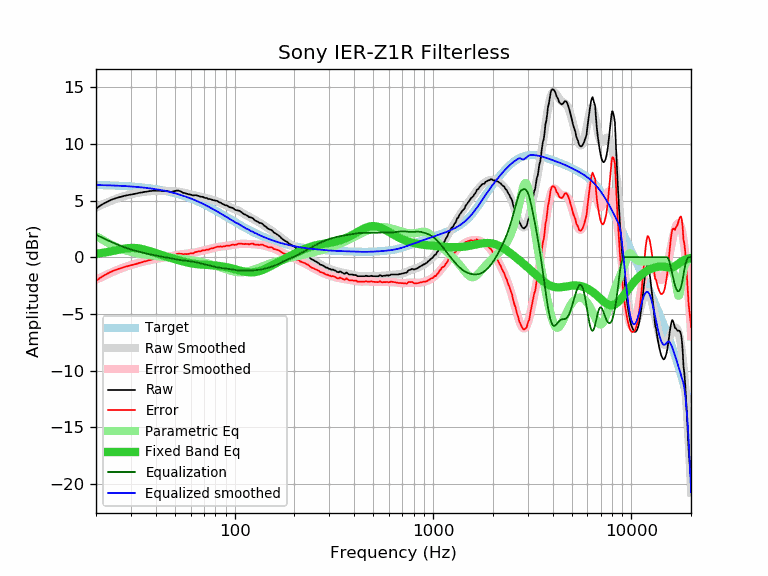 Sony IER-Z1R Filterless
Amplitude (dBr)
15
10
5
0
−5
−10
−15
−20
Target
Raw Smoothed
Error Smoothed
Raw
Error
Parametric Eq
Fixed Band Eq
Equalization
Equalized smoothed
100
1000
10000
Frequency (Hz)